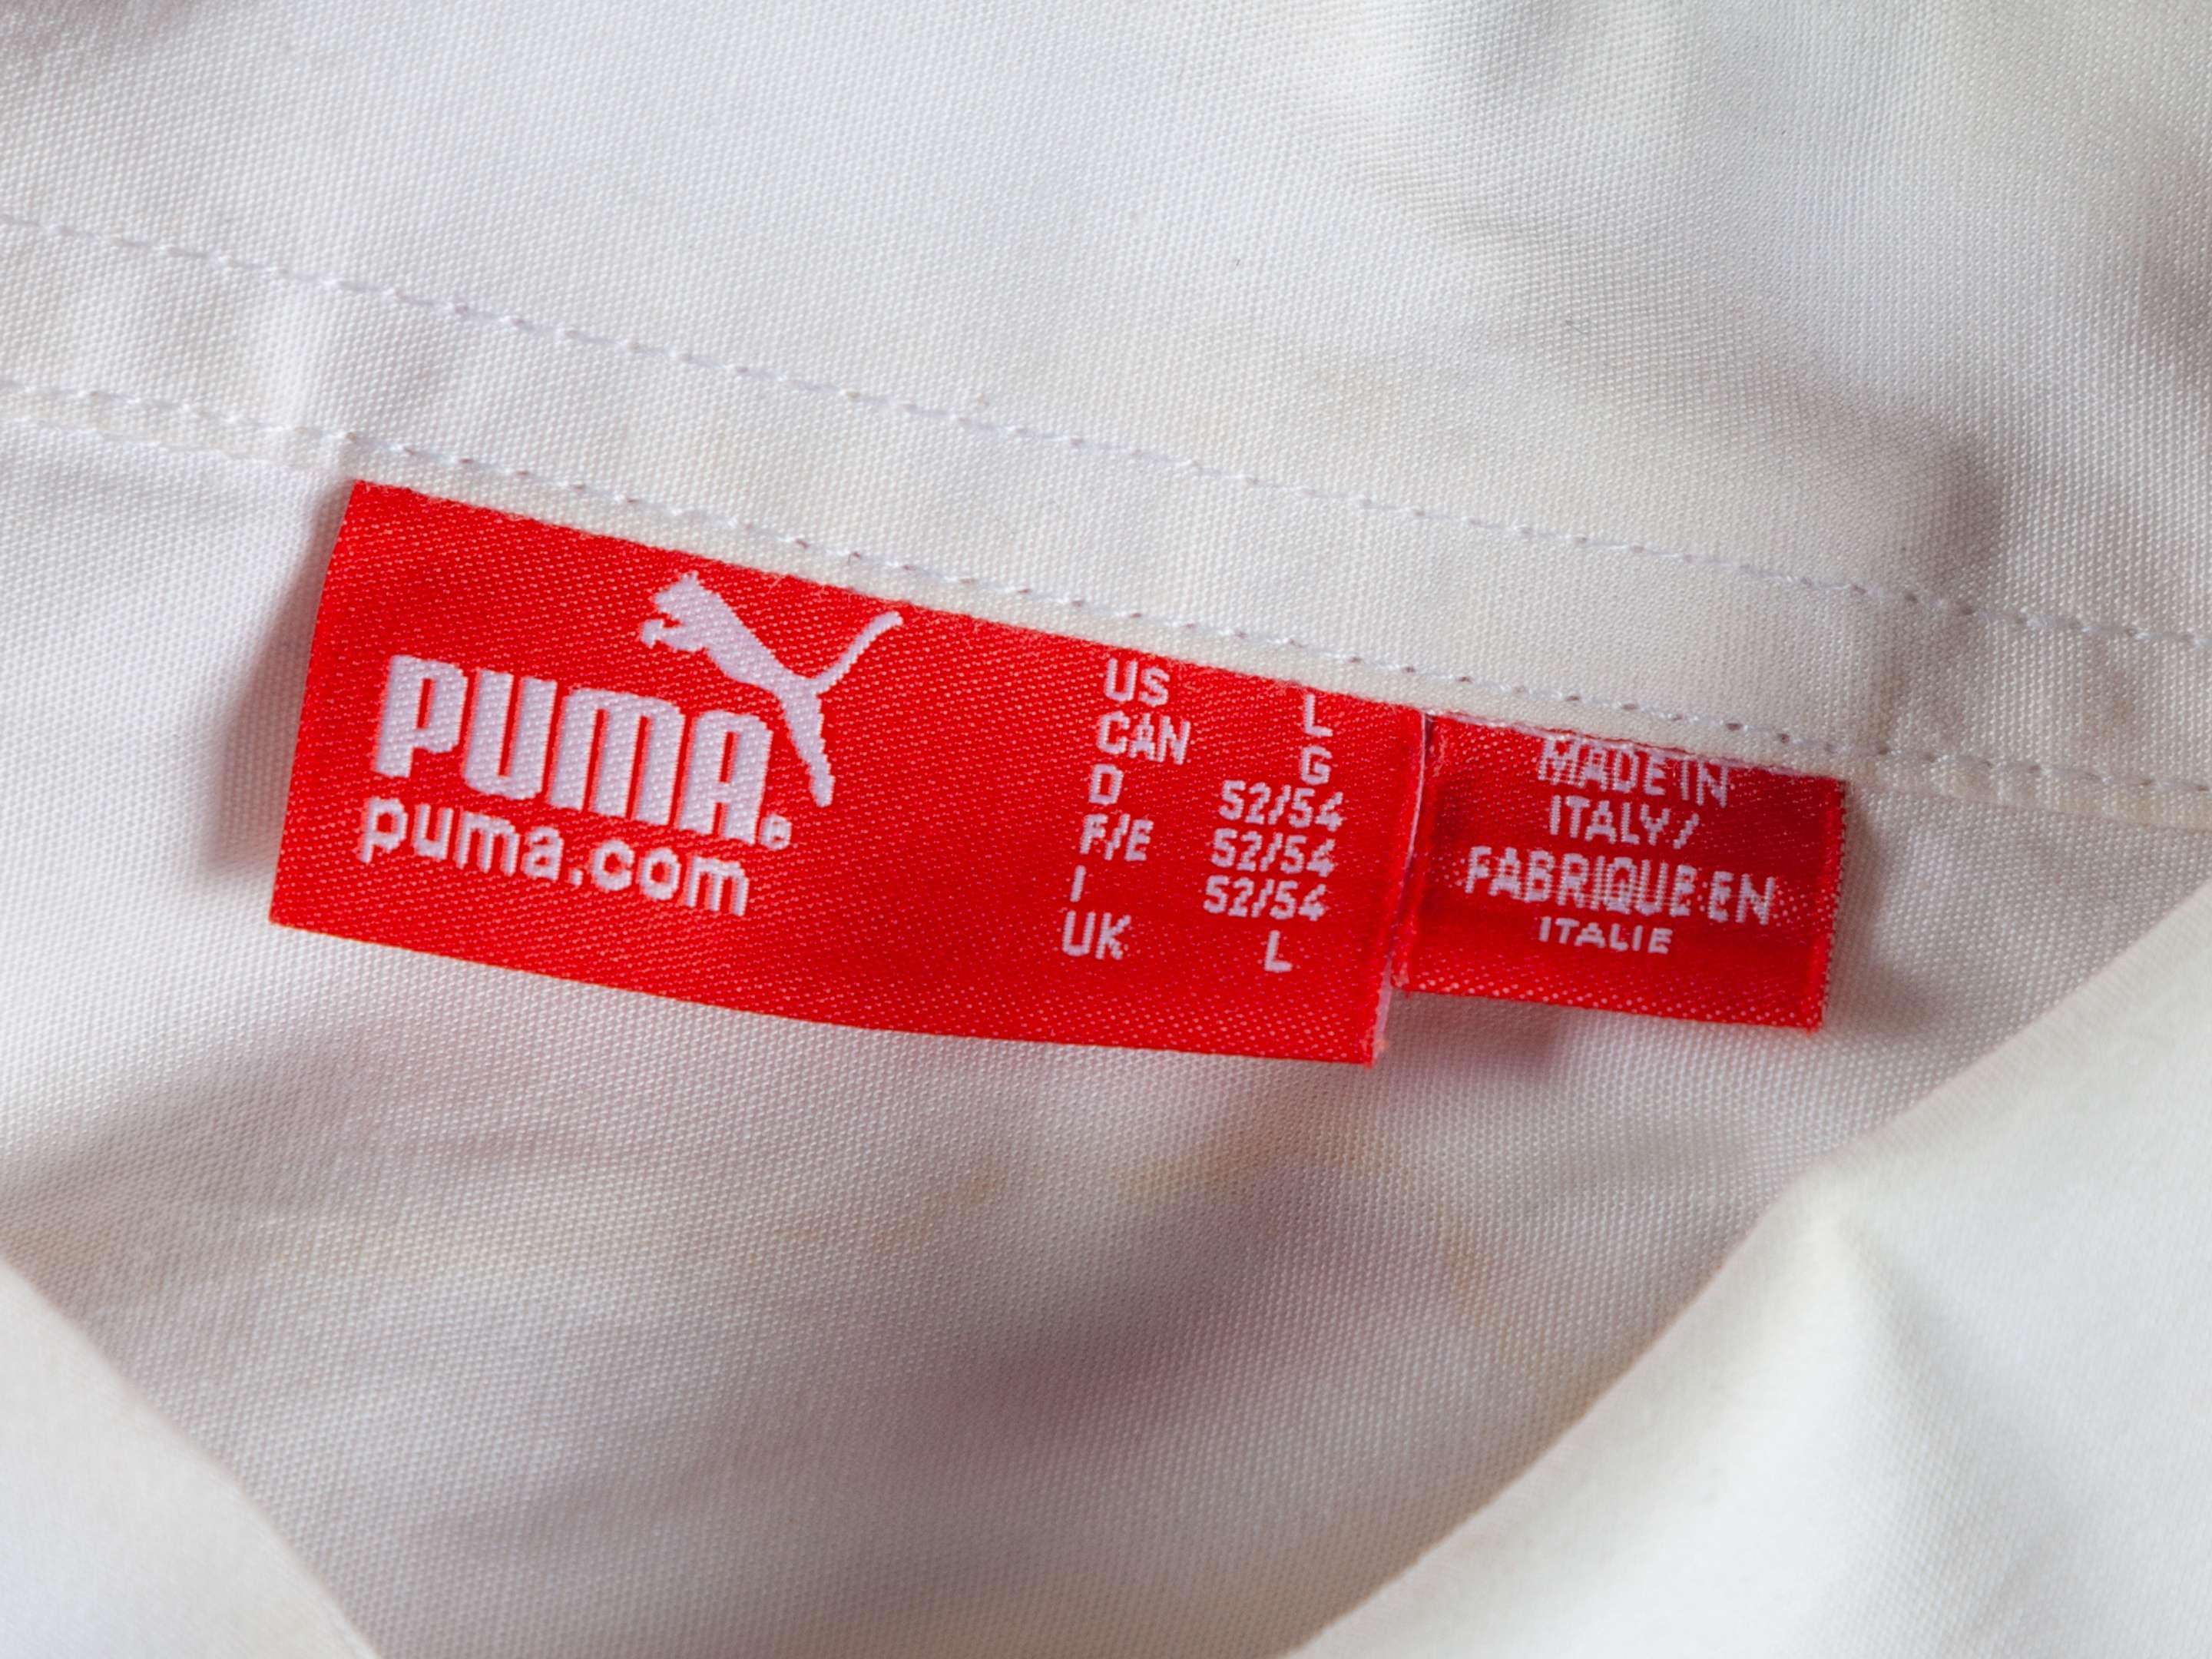 PUMA®
puma.com
US L
CAN G
D 52/54
F/E 52/54
I 52/54
UK L
MADE IN
ITALY/
FABRIQUE EN
ITALIE